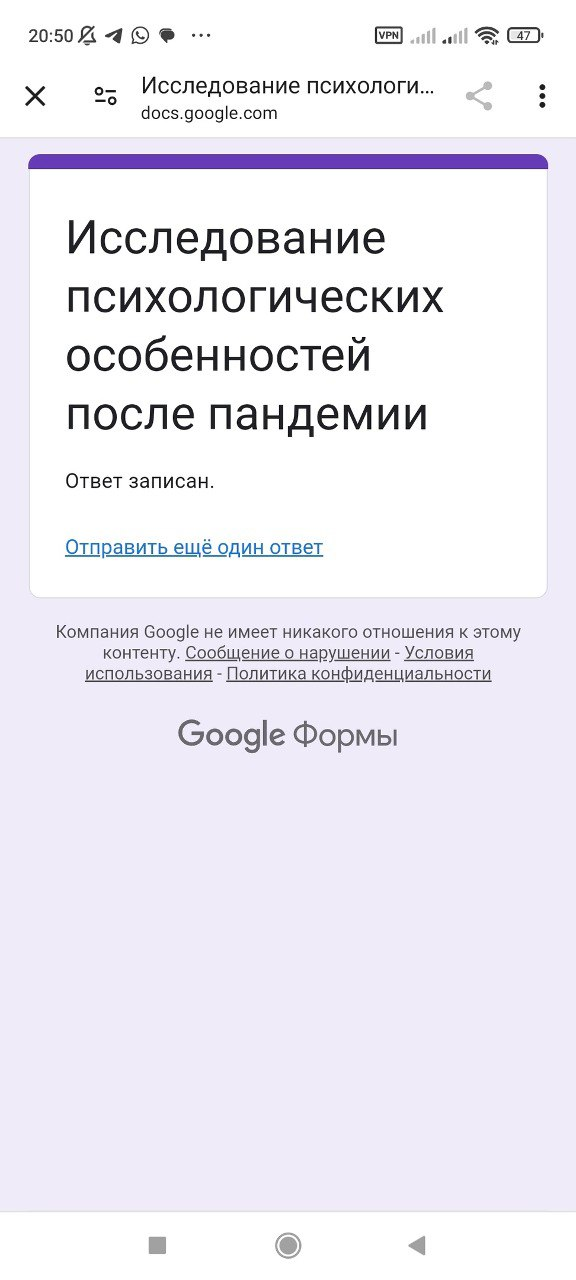 20:50
VPN
47
Исследование психологи...
docs.google.com
Исследование
психологических
особенностей
после пандемии
Ответ записан.
Отправить ещё один ответ
Компания Google не имеет никакого отношения к этому
контенту. Сообщение о нарушении - Условия
использования - Политика конфиденциальности
Google Формы